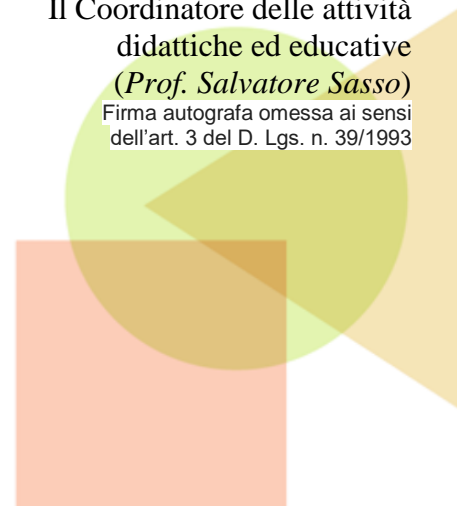 Il Coordinatore delle attività
didattiche ed educative
(Prof. Salvatore Sasso)
Firma autografa omessa ai sensi
dell'art. 3 del D. Lgs. n. 39/1993